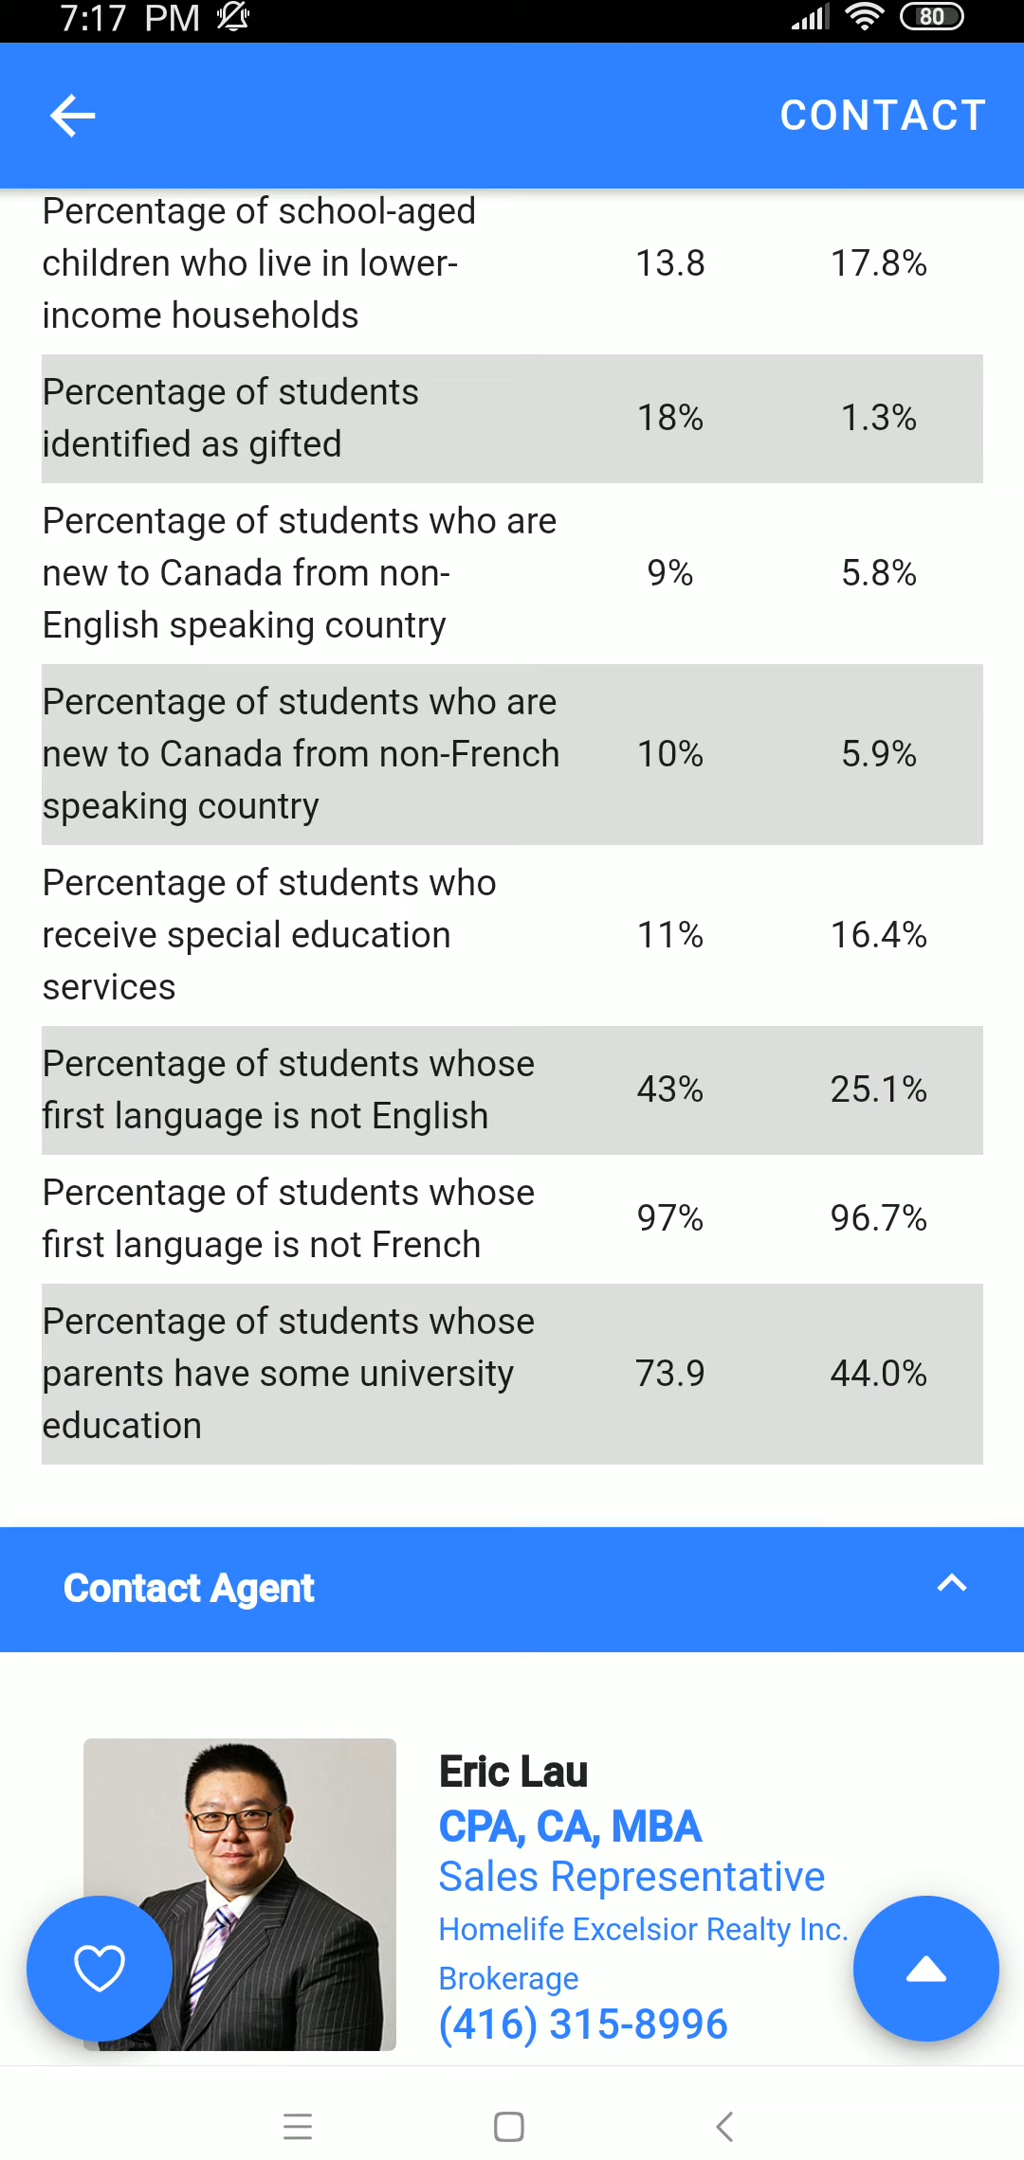 7:17 PM 80
CONTACT
Percentage of school-aged
children who live in lower- 13.8 17.8%
income households
Percentage of students
identified as gifted 18% 1.3%
Percentage of students who are
new to Canada from non- 9% 5.8%
English speaking country
Percentage of students who are
new to Canada from non-French 10% 5.9%
speaking country
Percentage of students who
receive special education 11% 16.4%
services
Percentage of students whose
first language is not English 43% 25.1%
Percentage of students whose
first language is not French 97% 96.7%
Percentage of students whose
parents have some university 73.9 44.0%
education
Contact Agent
Eric Lau
CPA, CA, MBA
Sales Representative
Homelife Excelsior Realty Inc.
Brokerage
(416) 315-8996